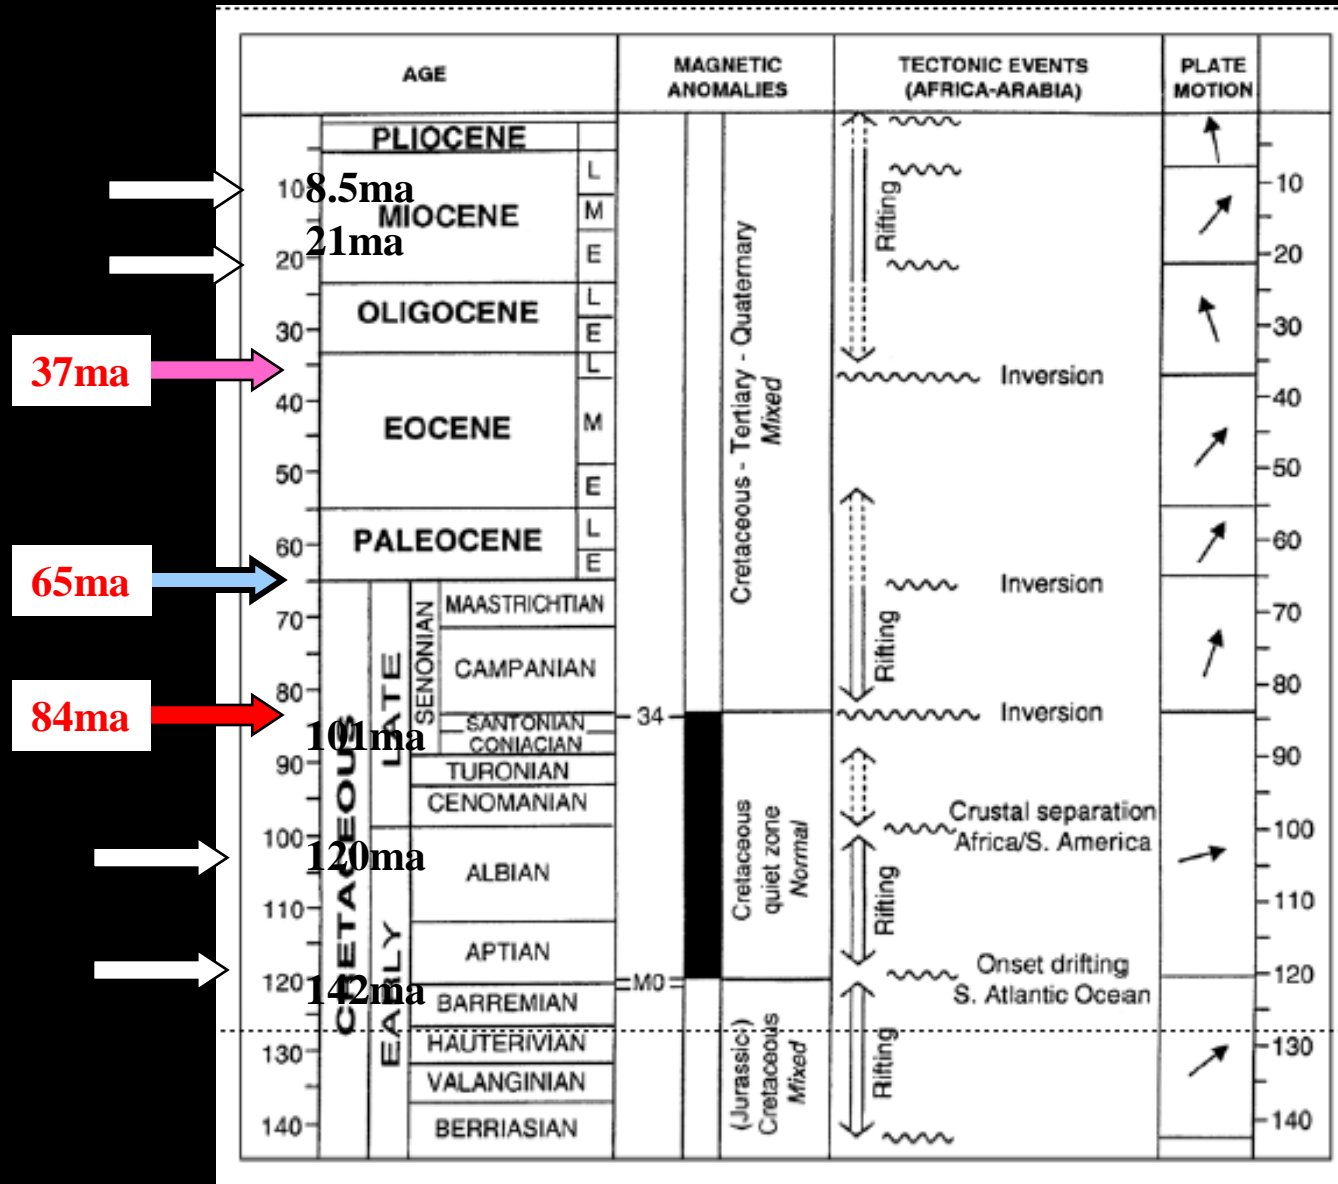 AGE
MAGNETIC
ANOMALIES
TECTONIC EVENTS
(AFRICA-ARABIA)
PLATE
MOTION
PLIOCENE
MIOCENE
L
M
E
OLIGOCENE
L
E
EOCENE
L
M
E
PALEOCENE
L
E
CRETACEOUS
LATE
EARLY
SENONIAN
MAASTRICHTIAN
CAMPANIAN
SANTONIAN
CONIACIAN
TURONIAN
CENOMANIAN
ALBIAN
APTIAN
BARREMIAN
HAUTERIVIAN
VALANGINIAN
BERRIASIAN
10
20
30
40
50
60
70
80
90
100
110
120
130
140
8.5ma
21ma
37ma
65ma
84ma
101ma
120ma
142ma
34
M0
Cretaceous - Tertiary - Quaternary
Mixed
Cretaceous
quiet zone
Normal
(Jurassic-)
Cretaceous
Mixed
Rifting
Inversion
Inversion
Rifting
Inversion
Crustal separation
Africa/S. America
Rifting
Onset drifting
S. Atlantic Ocean
Rifting
10
20
30
40
50
60
70
80
90
100
110
120
130
140